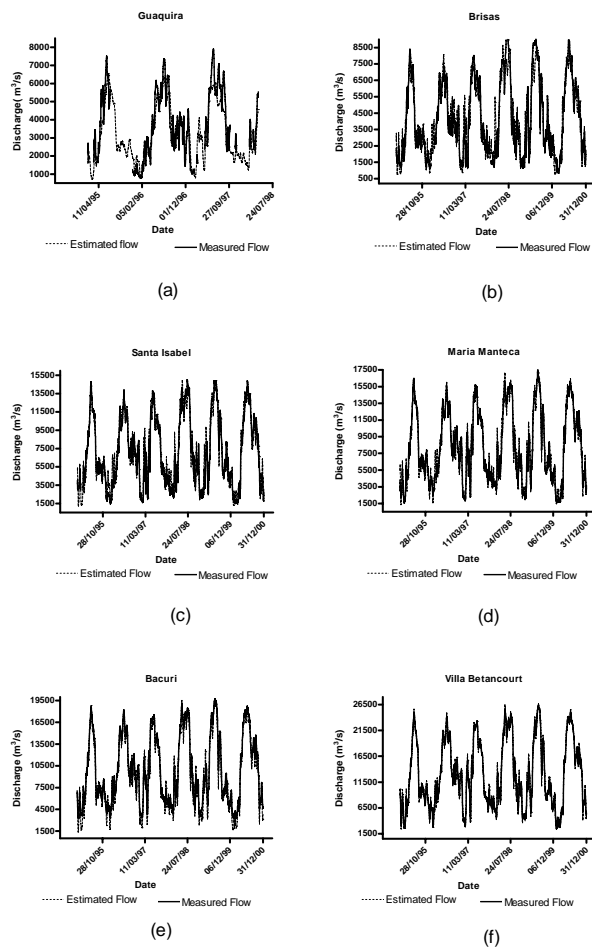 Guaquira
Discharge( m³/s)
8000
7000
6000
5000
4000
3000
2000
1000
11/04/95
05/02/96
01/12/96
27/09/97
24/07/98
Date
Estimated flow
Measured Flow
(a)
Brisas
Discharge (m³/s)
8500
7500
6500
5500
4500
3500
2500
1500
500
28/10/95
11/03/97
24/07/98
06/12/99
31/12/00
Date
Estimated flow
Measured Flow
(b)
Santa Isabel
Discharge (m³/s)
15500
13500
11500
9500
7500
5500
3500
1500
28/10/95
11/03/97
24/07/98
06/12/99
31/12/00
Date
Estimated Flow
Measured Flow
(c)
Maria Manteca
Discharge (m³/s)
17500
15500
13500
11500
9500
7500
5500
3500
1500
28/10/95
11/03/97
24/07/98
06/12/99
31/12/00
Date
Estimated Flow
Measured Flow
(d)
Bacuri
Discharge (m³/s)
19500
16500
13500
10500
7500
4500
1500
28/10/95
11/03/97
24/07/98
06/12/99
31/12/00
Date
Estimated Flow
Measured Flow
(e)
Villa Betancourt
Discharge (m³/s)
26500
21500
16500
11500
6500
1500
28/10/95
11/03/97
24/07/98
06/12/99
31/12/00
Date
Estimated Flow
Measured Flow
(f)